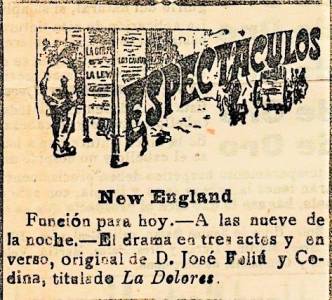 ESPECTÁCULOS
New England
Función para hoy.—A las nueve de
la noche.—El drama en tres actos y en
verso, original de D. José Feliú y Co-
dina, titulado La Dolores.